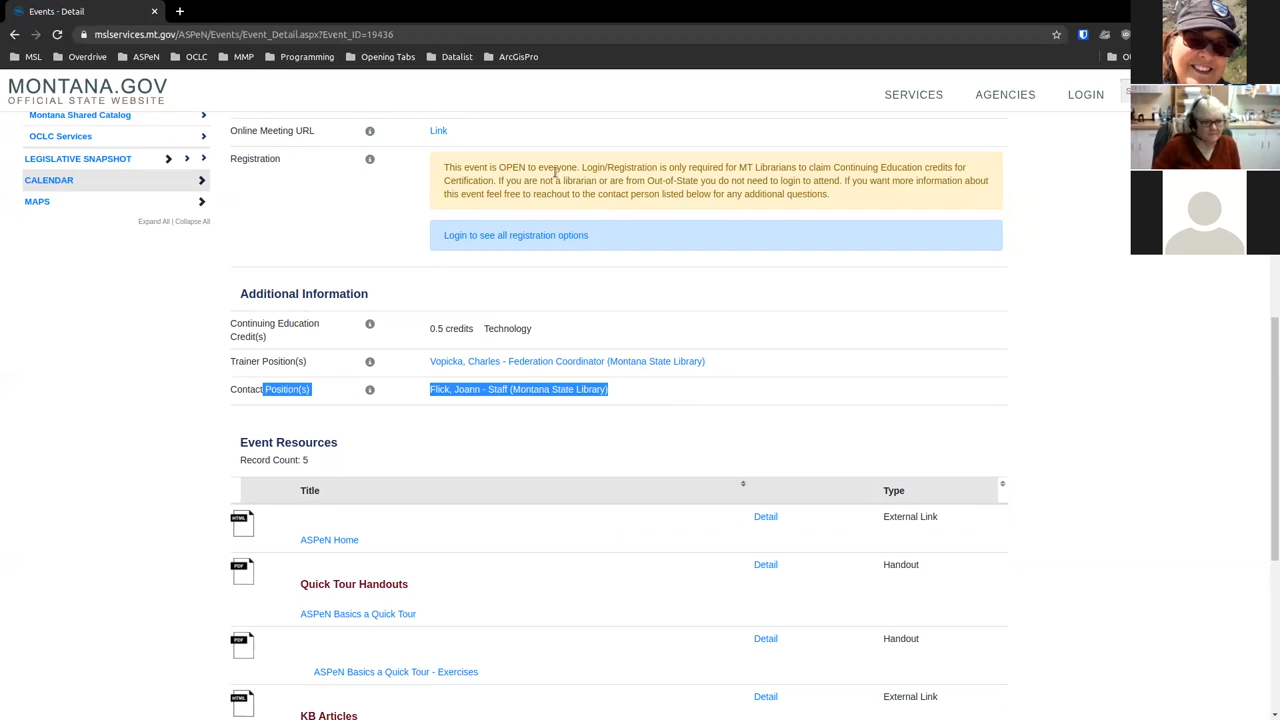 File Edit View
mslservices.mt.gov/ASPeN/Services/Event_Detail.aspx?Event_ID=19436
MSL Overdrive ASPeN OCLC MMP Programming Opening Tabs Datalist ArcGisPro
MONTANA.GOV
OFFICIAL STATE WEBSITE
SERVICES AGENCIES LOGIN
Montana Shared Catalog
OCLC Services
LEGISLATIVE SNAPSHOT
CALENDAR
MAPS
Expand All | Collapse All
Online Meeting URL Link
Registration
This event is OPEN to everyone. Login/Registration is only required for MT Librarians to claim Continuing Education credits for
Certification. If you are not a librarian or are from Out-of-State you do not need to login to attend. If you want more information about
this event feel free to reachout to the contact person listed below for any additional questions.
Login to see all registration options
Additional Information
Continuing Education
Credit(s)
0.5 credits Technology
Trainer Position(s) Vopicka, Charles - Federation Coordinator (Montana State Library)
Contact Position(s) Flick, Joann - Staff (Montana State Library)
Event Resources
Record Count: 5
Title Type
HTML Detail External Link
ASPeN Home
PDF Detail Handout
Quick Tour Handouts
ASPeN Basics a Quick Tour
PDF Detail Handout
ASPeN Basics a Quick Tour - Exercises
HTML Detail External Link
KB Articles